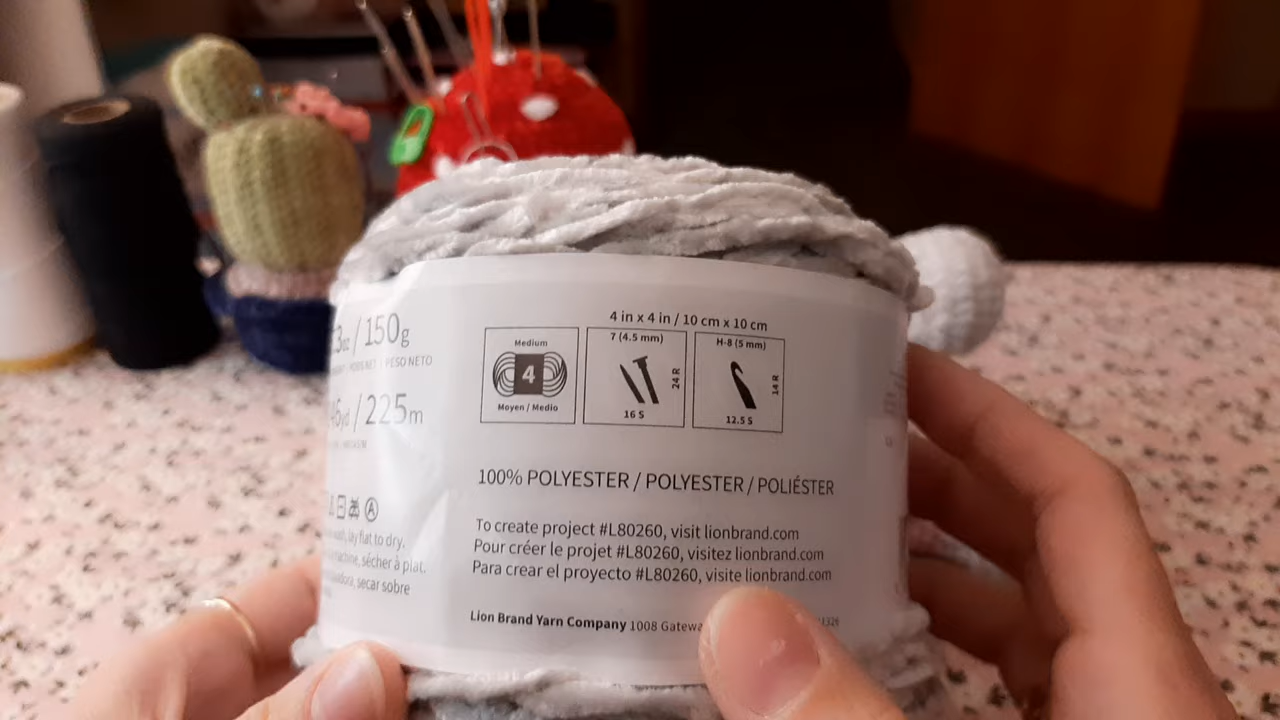 / 150g
PESO NETO
/ 225m
lay flat to dry.
machine, sécher à plat.
secar sobre
4 in x 4 in / 10 cm x 10 cm
Medium
4
Moyen / Medio
7 (4.5 mm)
24 R
16 S
H-8 (5 mm)
14 R
12.5 S
100% POLYESTER / POLYESTER / POLIÉSTER
To create project #L80260, visit lionbrand.com
Pour créer le projet #L80260, visitez lionbrand.com
Para crear el proyecto #L80260, visite lionbrand.com
Lion Brand Yarn Company 1008